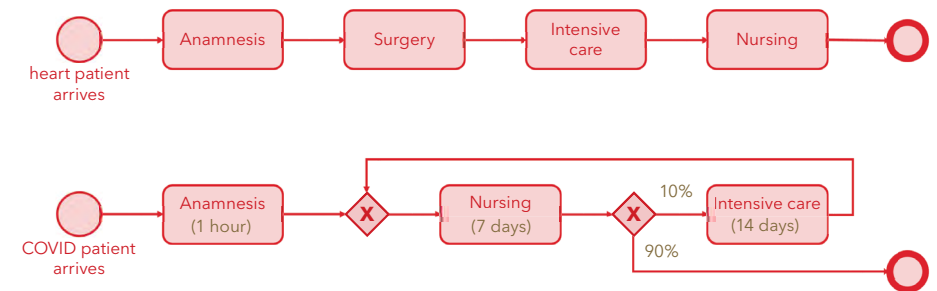 Anamnesis
Surgery
Intensive
care
Nursing
heart patient
arrives
10%
Anamnesis
(1 hour)
X
Nursing
(7 days)
X
Intensive care
(14 days)
COVID patient
arrives
90%